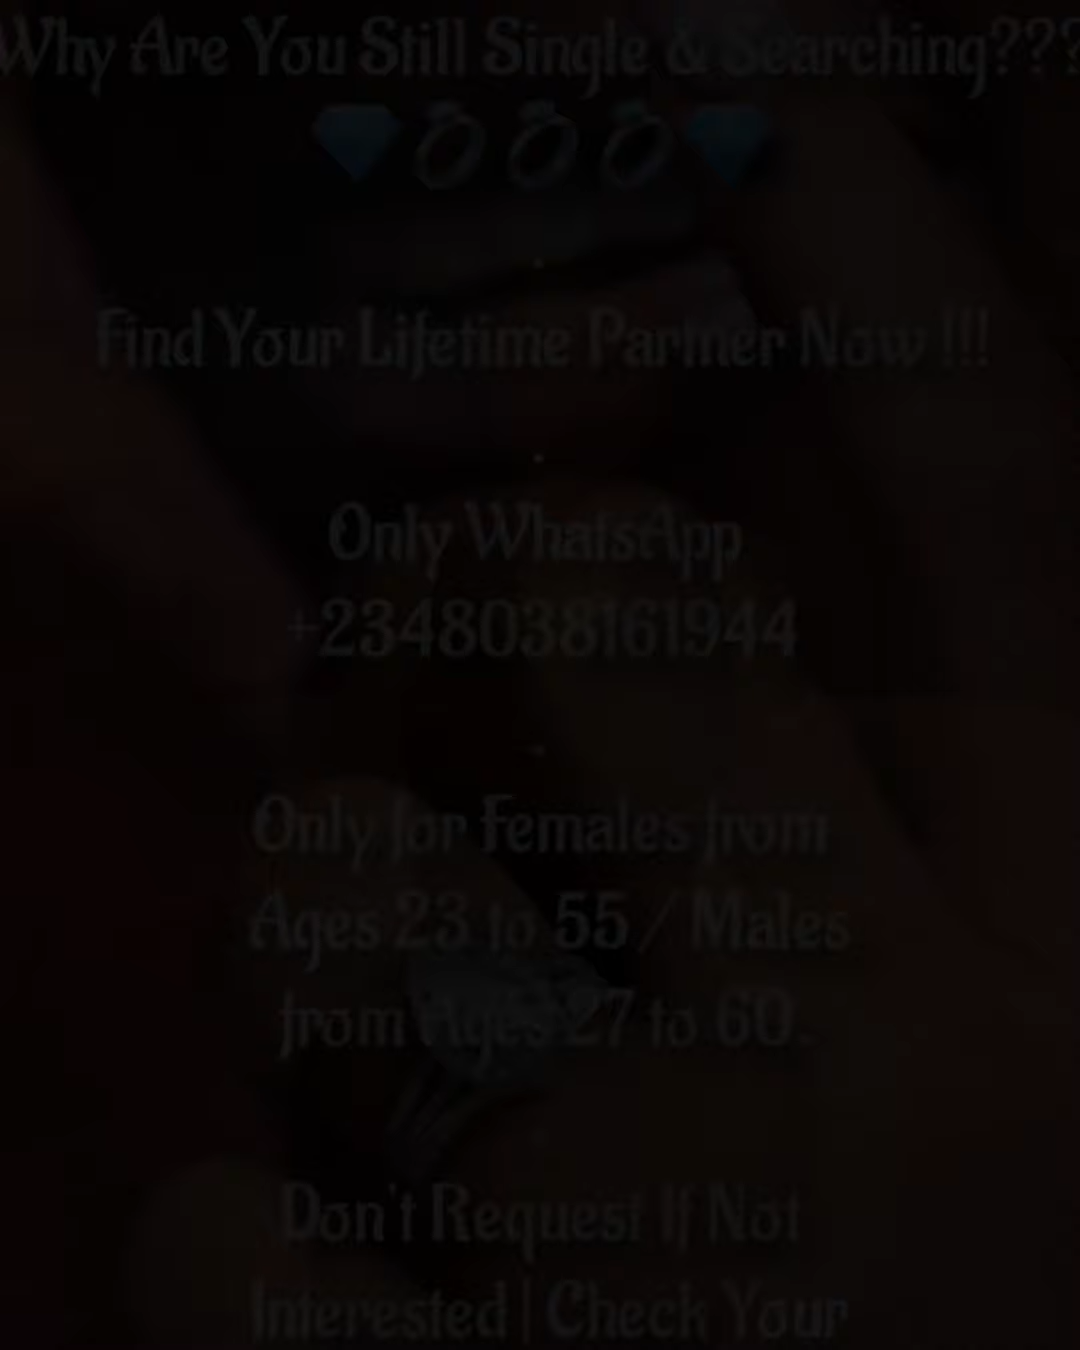 Why Are You Still Single & Searching???
💎💍💍💍💎
.
Find Your Lifetime Partner Now !!!
.
Only WhatsApp
+2348038161944
.
Only for Females from
Ages 23 to 55 / Males
from Ages 27 to 60.
.
Don't Request If Not
Interested | Check Your